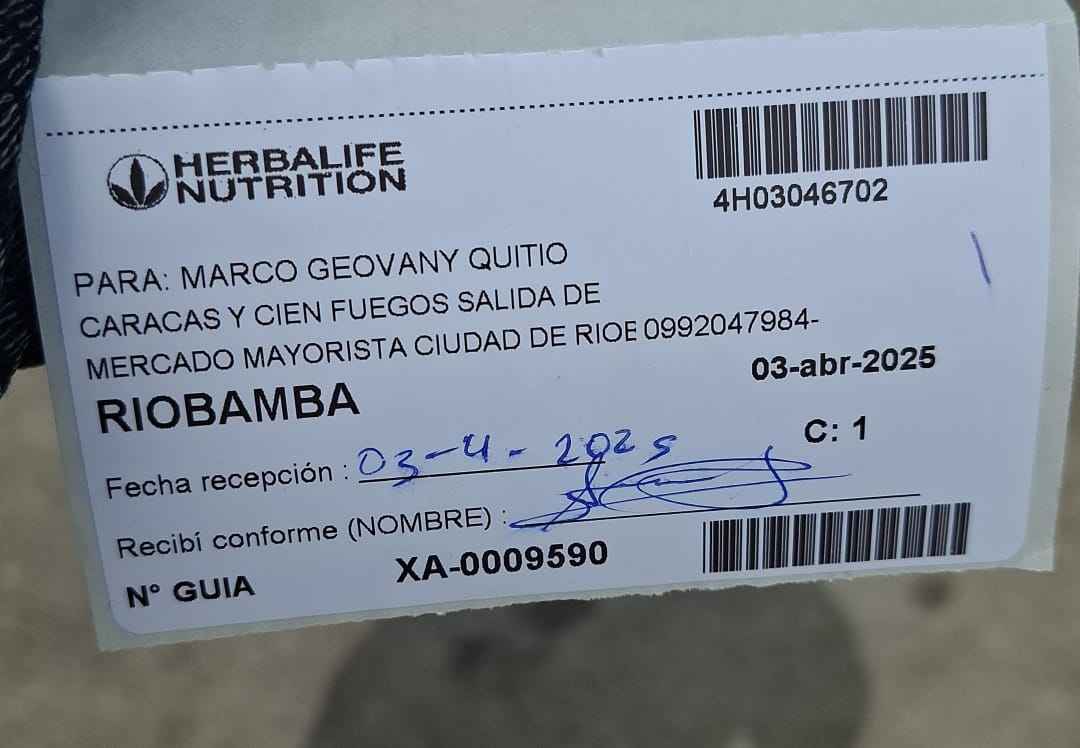 HERBALIFE
NUTRITION
4H03046702
PARA: MARCO GEOVANY QUITIO
CARACAS Y CIEN FUEGOS SALIDA DE
MERCADO MAYORISTA CIUDAD DE RIOE 0992047984-
03-abr-2025
RIOBAMBA
C: 1
Fecha recepción : 03-4-2025
Recibí conforme (NOMBRE) :
Nº GUIA XA-0009590